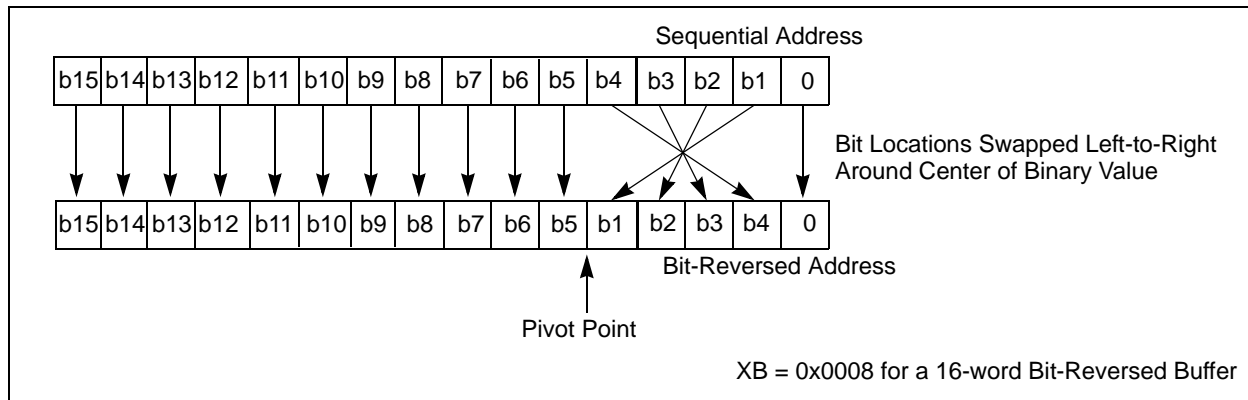 Sequential Address
b15 b14 b13 b12 b11 b10 b9 b8 b7 b6 b5 b4 b3 b2 b1 0
Bit Locations Swapped Left-to-Right
Around Center of Binary Value
b15 b14 b13 b12 b11 b10 b9 b8 b7 b6 b5 b1 b2 b3 b4 0
Bit-Reversed Address
Pivot Point
XB = 0x0008 for a 16-word Bit-Reversed Buffer